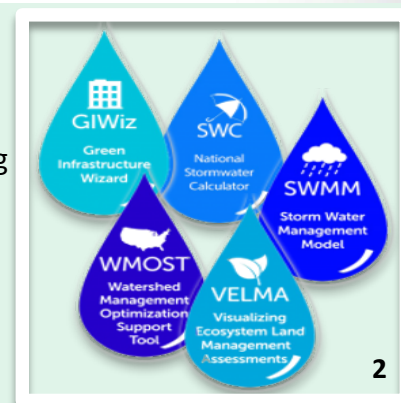 g
GIWiz
Green
Infrastructure
Wizard
SWC
National
Stormwater
Calculator
SWMM
Storm Water
Management
Model
WMOST
Watershed
Management
Optimization
Support
Tool
VELMA
Visualizing
Ecosystem Land
Management
Assessments
2